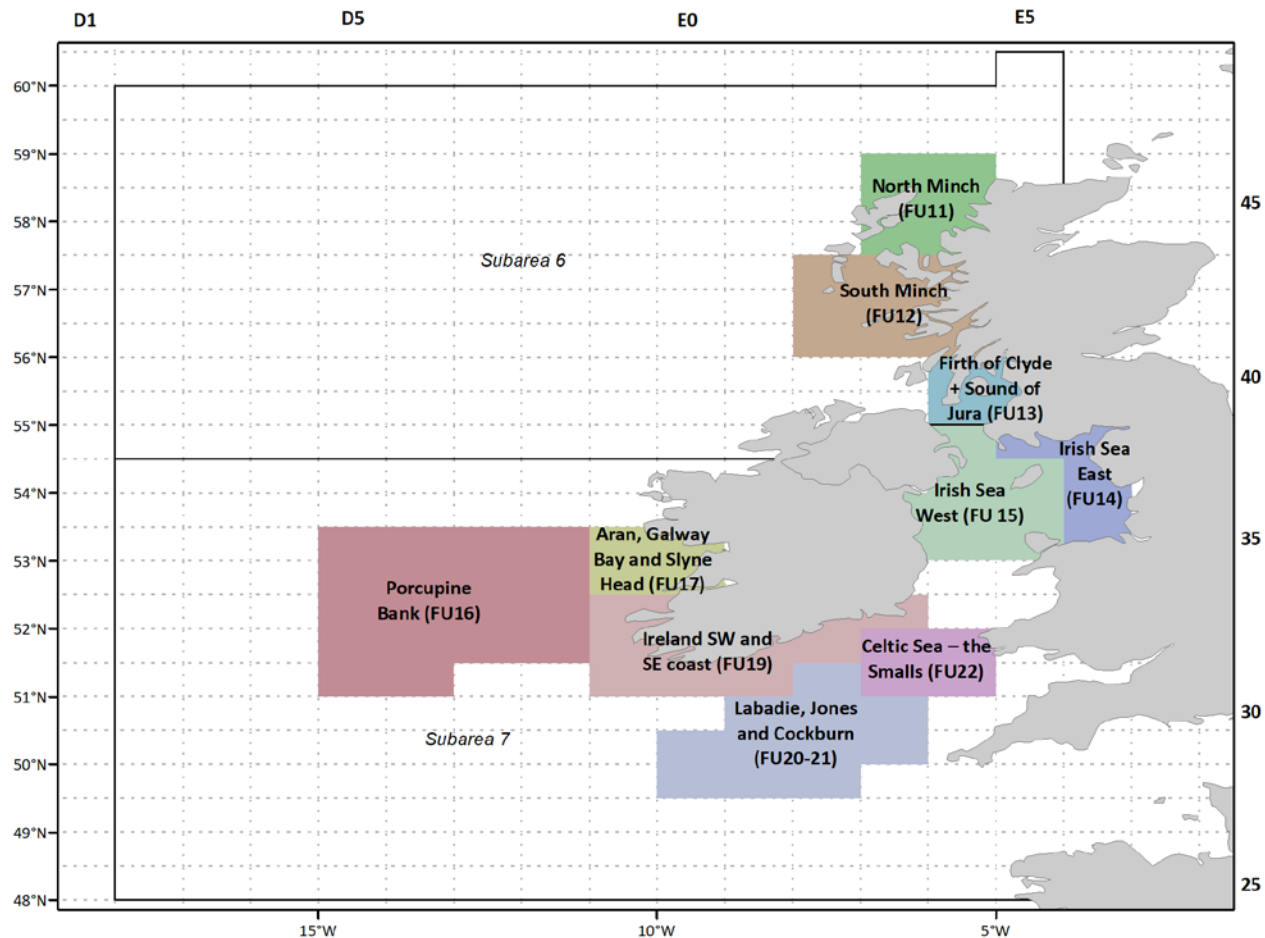 D1 D5 E0 E5
60°N
59°N
North Minch
(FU11)
45
58°N
Subarea 6
57°N
South Minch
(FU12)
56°N
Firth of Clyde
+ Sound of
Jura (FU13)
40
55°N
Irish Sea
East
(FU14)
54°N
Irish Sea
West (FU 15)
35
Aran, Galway
Bay and Slyne
Head (FU17)
53°N
Porcupine
Bank (FU16)
52°N
Ireland SW and
SE coast (FU19)
Celtic Sea – the
Smalls (FU22)
51°N
30
Labadie, Jones
and Cockburn
(FU20-21)
Subarea 7
50°N
49°N
25
48°N
15°W 10°W 5°W